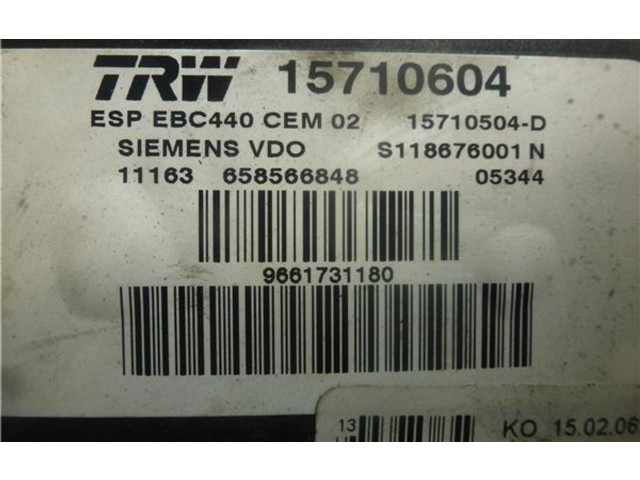 TRW 15710604
ESP EBC440 CEM 02 15710504-D
SIEMENS VDO S118676001 N
11163 658566848 05344
9661731180
13
KO 15.02.06